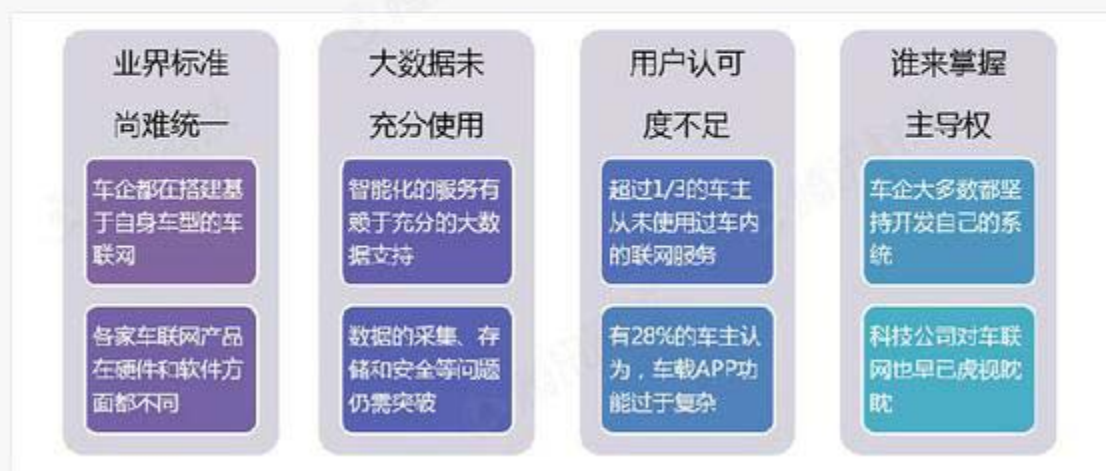 业界标准
尚难统一
车企都在搭建基
于自身车型的车
联网
各家车联网产品
在硬件和软件方
面都不同
大数据未
充分使用
智能化的服务有
赖于充分的大数
据支持
数据的采集、存
储和安全等问题
仍需突破
用户认可
度不足
超过1/3的车主
从未使用过车内
的联网服务
有28%的车主认
为，车载APP功
能过于复杂
谁来掌握
主导权
车企大多数都坚
持开发自己的系
统
科技公司对车联
网也早已虎视眈
眈